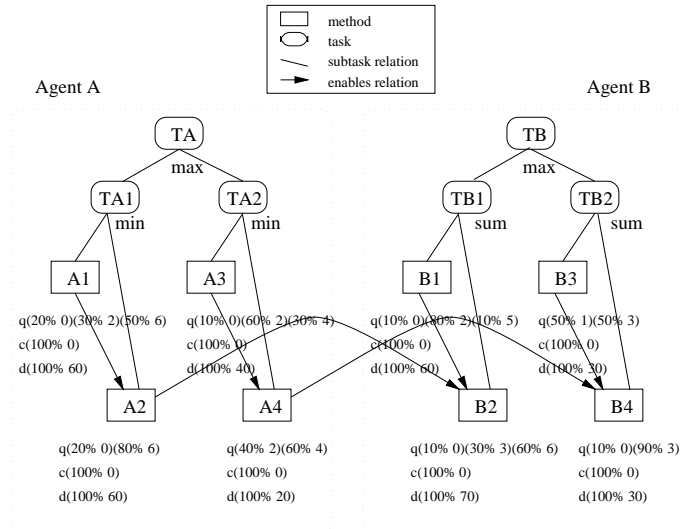 method
task
subtask relation
enables relation
Agent A
Agent B
TA
TB
max
max
TA1
TA2
TB1
TB2
min
min
sum
sum
A1
A3
B1
B3
q(20% 0)(30% 2)(50% 6)
c(100% 0)
d(100% 60)
q(10% 0)(60% 2)(30% 4)
c(100% 0)
d(100% 40)
q(10% 0)(80% 2)(10% 5)
c(100% 0)
d(100% 60)
q(50% 1)(50% 3)
c(100% 0)
d(100% 30)
A2
A4
B2
B4
q(20% 0)(80% 6)
c(100% 0)
d(100% 60)
q(40% 2)(60% 4)
c(100% 0)
d(100% 20)
q(10% 0)(30% 3)(60% 6)
c(100% 0)
d(100% 70)
q(10% 0)(90% 3)
c(100% 0)
d(100% 30)